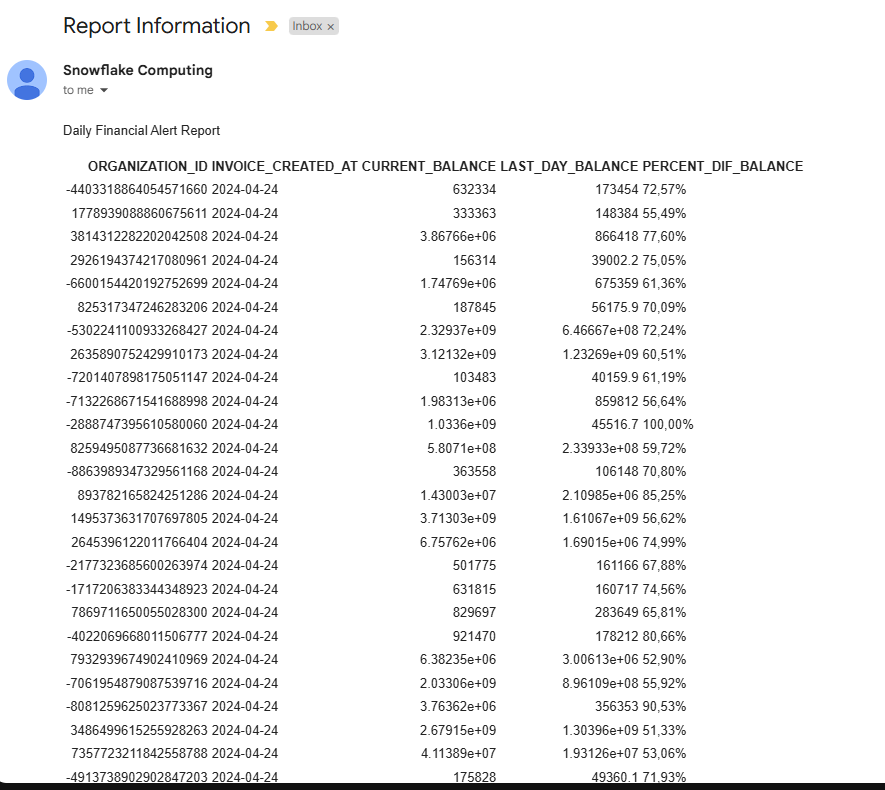 Report Information
Inbox ×
Snowflake Computing
to me
Daily Financial Alert Report
ORGANIZATION_ID INVOICE_CREATED_AT CURRENT_BALANCE LAST_DAY_BALANCE PERCENT_DIF_BALANCE
-4403318864054571660 2024-04-24 632334 173454 72,57%
1778939088860675611 2024-04-24 333363 148384 55,49%
3814312282202042508 2024-04-24 3.86766e+06 866418 77,60%
2926194374217080961 2024-04-24 156314 39002.2 75,05%
-6600154420192752699 2024-04-24 1.74769e+06 675359 61,36%
825317347246283206 2024-04-24 187845 56175.9 70,09%
-5302241100933268427 2024-04-24 2.32937e+09 6.46667e+08 72,24%
2635890752429910173 2024-04-24 3.12132e+09 1.23269e+09 60,51%
-7201407898175051147 2024-04-24 103483 40159.9 61,19%
-7132268671541688998 2024-04-24 1.98313e+06 859812 56,64%
-2888747395610580060 2024-04-24 1.0336e+09 45516.7 100,00%
8259495087736681632 2024-04-24 5.8071e+08 2.33933e+08 59,72%
-8863989347329561168 2024-04-24 363558 106148 70,80%
893782165824251286 2024-04-24 1.43003e+07 2.10985e+06 85,25%
1495373631707697805 2024-04-24 3.71303e+09 1.61067e+09 56,62%
2645396122011766404 2024-04-24 6.75762e+06 1.69015e+06 74,99%
-2177323685600263974 2024-04-24 501775 161166 67,88%
-1717206383344348923 2024-04-24 631815 160717 74,56%
7869711650055028300 2024-04-24 829697 283649 65,81%
-4022069668011506777 2024-04-24 921470 178212 80,66%
7932939674902410969 2024-04-24 6.38235e+06 3.00613e+06 52,90%
-7061954879087539716 2024-04-24 2.03306e+09 8.96109e+08 55,92%
-8081259625023773367 2024-04-24 3.76362e+06 356353 90,53%
3486499615255928263 2024-04-24 2.67915e+09 1.30396e+09 51,33%
7357723211842558788 2024-04-24 4.11389e+07 1.93126e+07 53,06%
-4913738902902847203 2024-04-24 175828 49360.1 71,93%